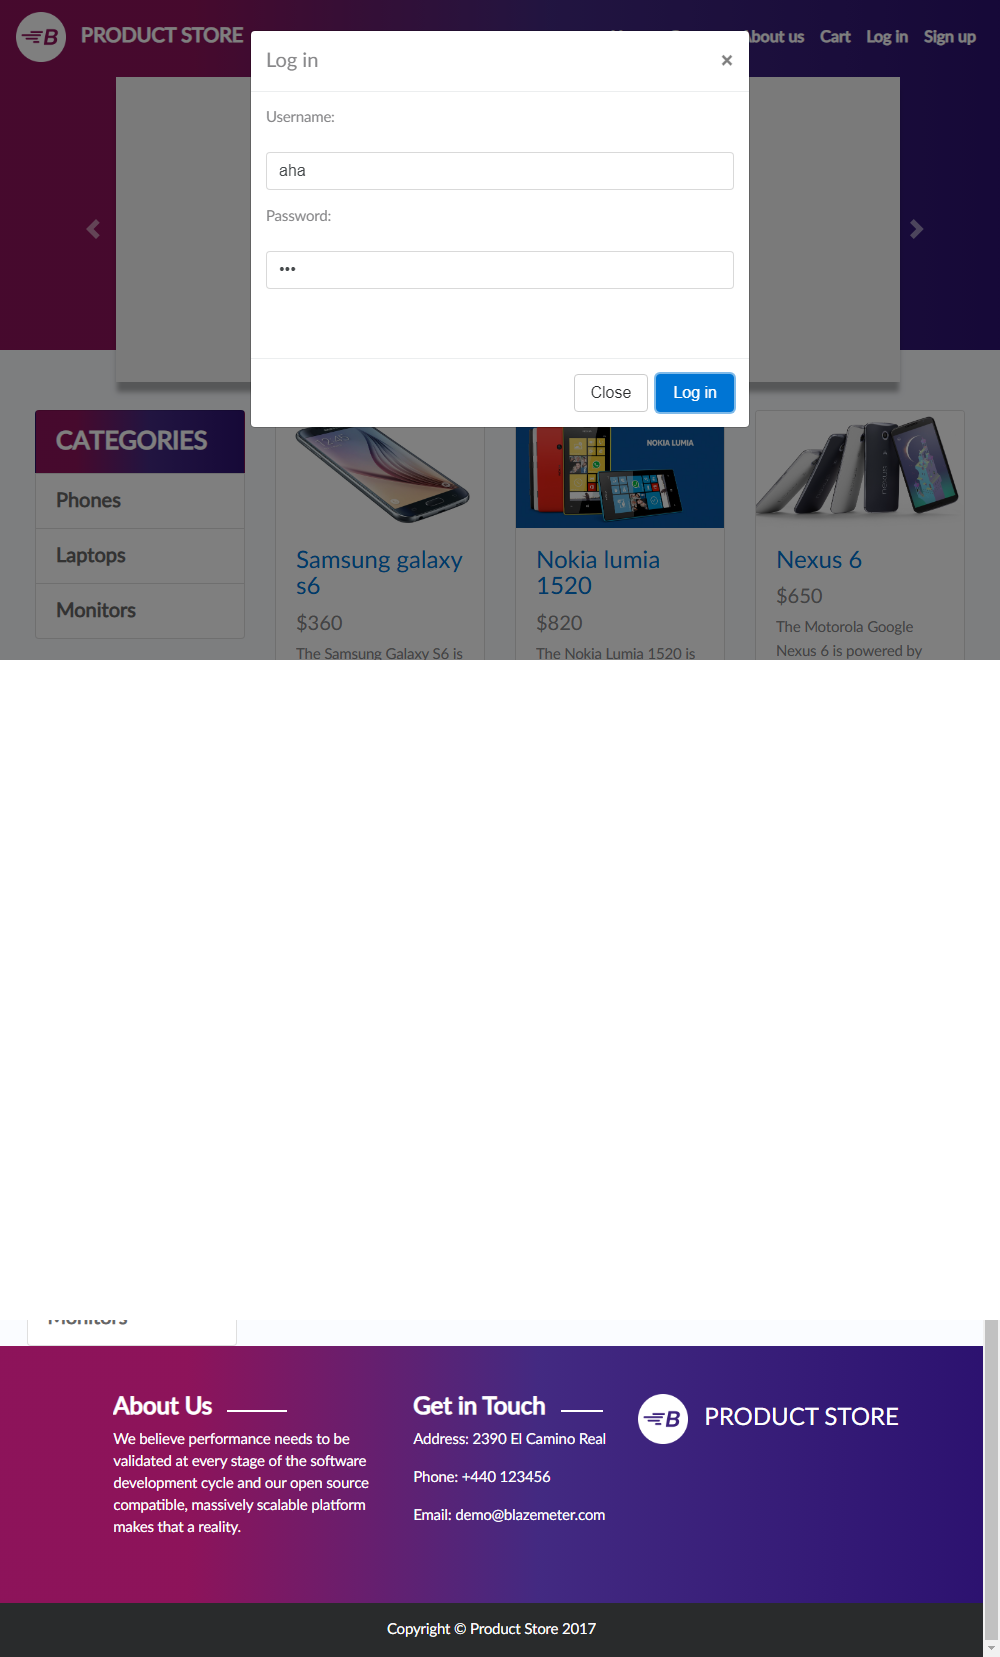 PRODUCT STORE
About us Cart Log in Sign up
Log in
×
Username:
aha
Password:
•••
Close Log in
CATEGORIES
Phones
Laptops
Monitors
NOKIA LUMIA
Samsung galaxy
s6
$360
The Samsung Galaxy S6 is
Nokia lumia
1520
$820
The Nokia Lumia 1520 is
nexus
Nexus 6
$650
The Motorola Google
Nexus 6 is powered by
Monitors
About Us
We believe performance needs to be
validated at every stage of the software
development cycle and our open source
compatible, massively scalable platform
makes that a reality.
Get in Touch
Address: 2390 El Camino Real
Phone: +440 123456
Email: demo@blazemeter.com
B PRODUCT STORE
Copyright © Product Store 2017